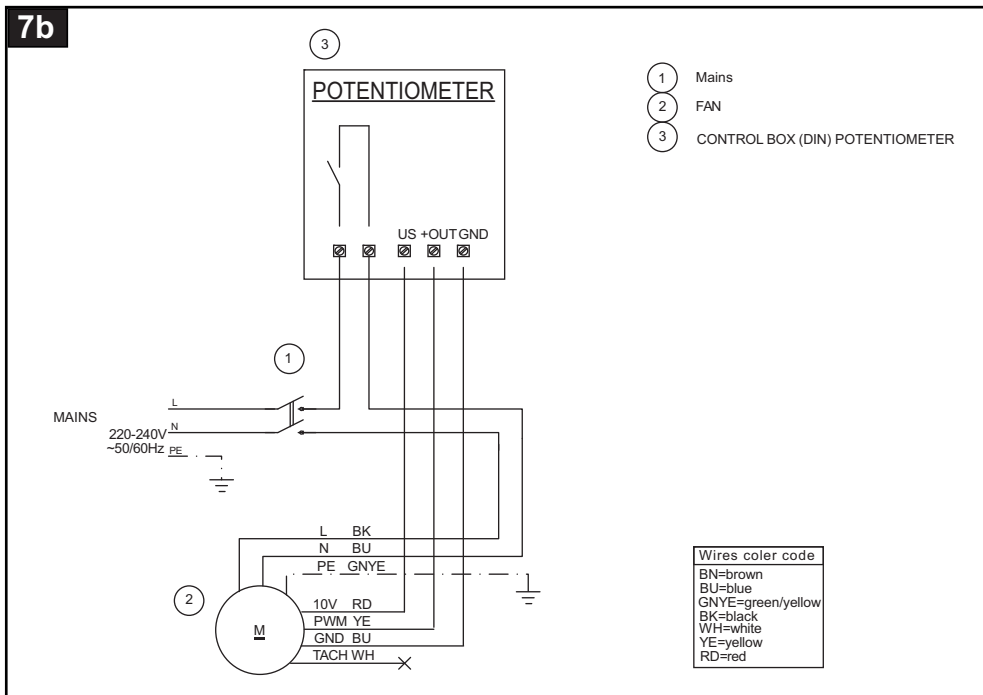 7b
3
POTENTIOMETER
US +OUT GND
1 Mains
2 FAN
3 CONTROL BOX (DIN) POTENTIOMETER
1
MAINS
L
220-240V N
~50/60Hz PE
L BK
N BU
PE GNYE
2
M
10V RD
PWM YE
GND BU
TACH WH
Wires coler code
BN=brown
BU=blue
GNYE=green/yellow
BK=black
WH=white
YE=yellow
RD=red